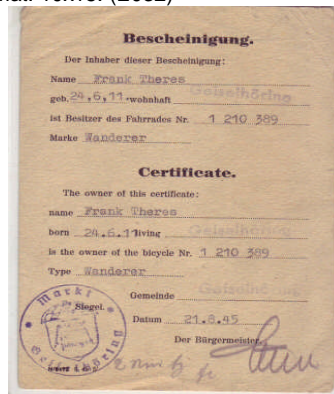 Bescheinigung.
Der Inhaber dieser Bescheinigung:
Name Frank Theres
geb. 24,6,11 wohnhaft Geiselhöring
ist Besitzer des Fahrrades Nr. 1 210 389
Marke Wanderer
Certificate.
The owner of this certificate:
name Frank Theres
born 24.6.11 living Geiselhöring
is the owner of the bicycle Nr. 1 210 389
Type Wanderer
Gemeinde Geiselhöring
Siegel.
Markt
Geiselhöring
Datum 21.8.45
Der Bürgermeister